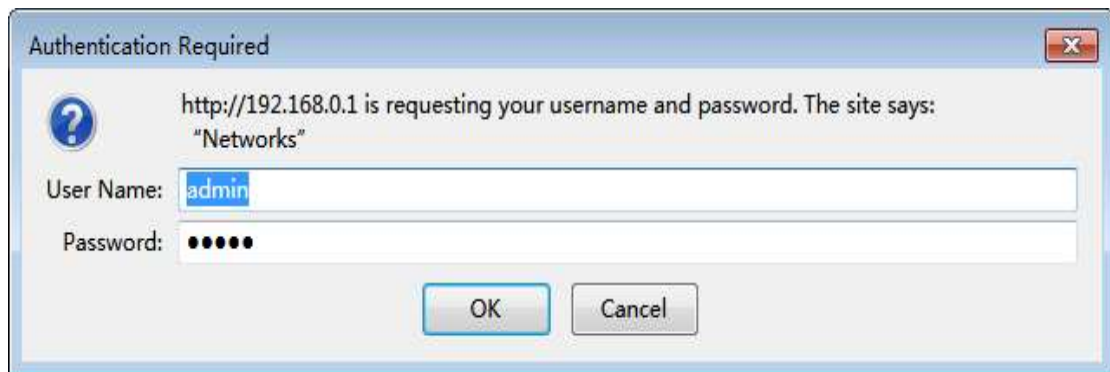 Authentication Required
http://192.168.0.1 is requesting your username and password. The site says:
“Networks”
User Name: admin
Password: •••••
OK Cancel